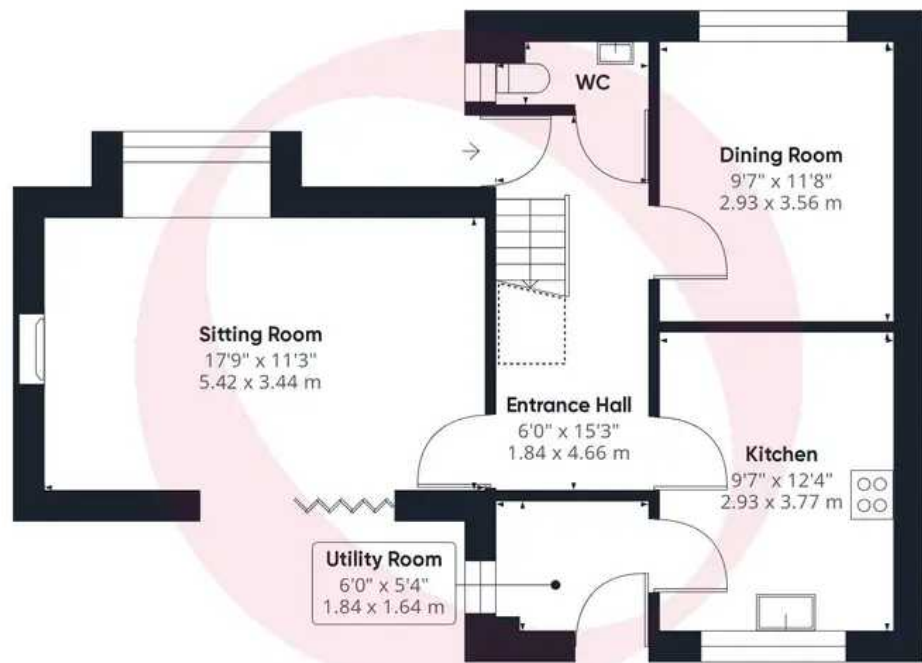 WC
Dining Room
9'7" x 11'8"
2.93 x 3.56 m
Sitting Room
17'9" x 11'3"
5.42 x 3.44 m
Entrance Hall
6'0" x 15'3"
1.84 x 4.66 m
Kitchen
9'7" x 12'4"
2.93 x 3.77 m
Utility Room
6'0" x 5'4"
1.84 x 1.64 m